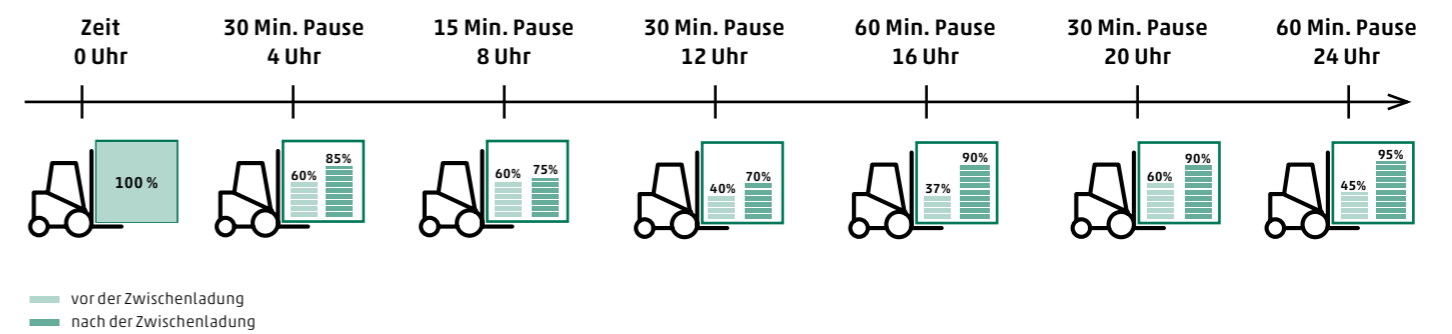 Zeit
0 Uhr
30 Min. Pause
4 Uhr
15 Min. Pause
8 Uhr
30 Min. Pause
12 Uhr
60 Min. Pause
16 Uhr
30 Min. Pause
20 Uhr
60 Min. Pause
24 Uhr
100 %
60%
85%
60%
75%
40%
70%
37%
90%
60%
90%
45%
95%
vor der Zwischenladung
nach der Zwischenladung